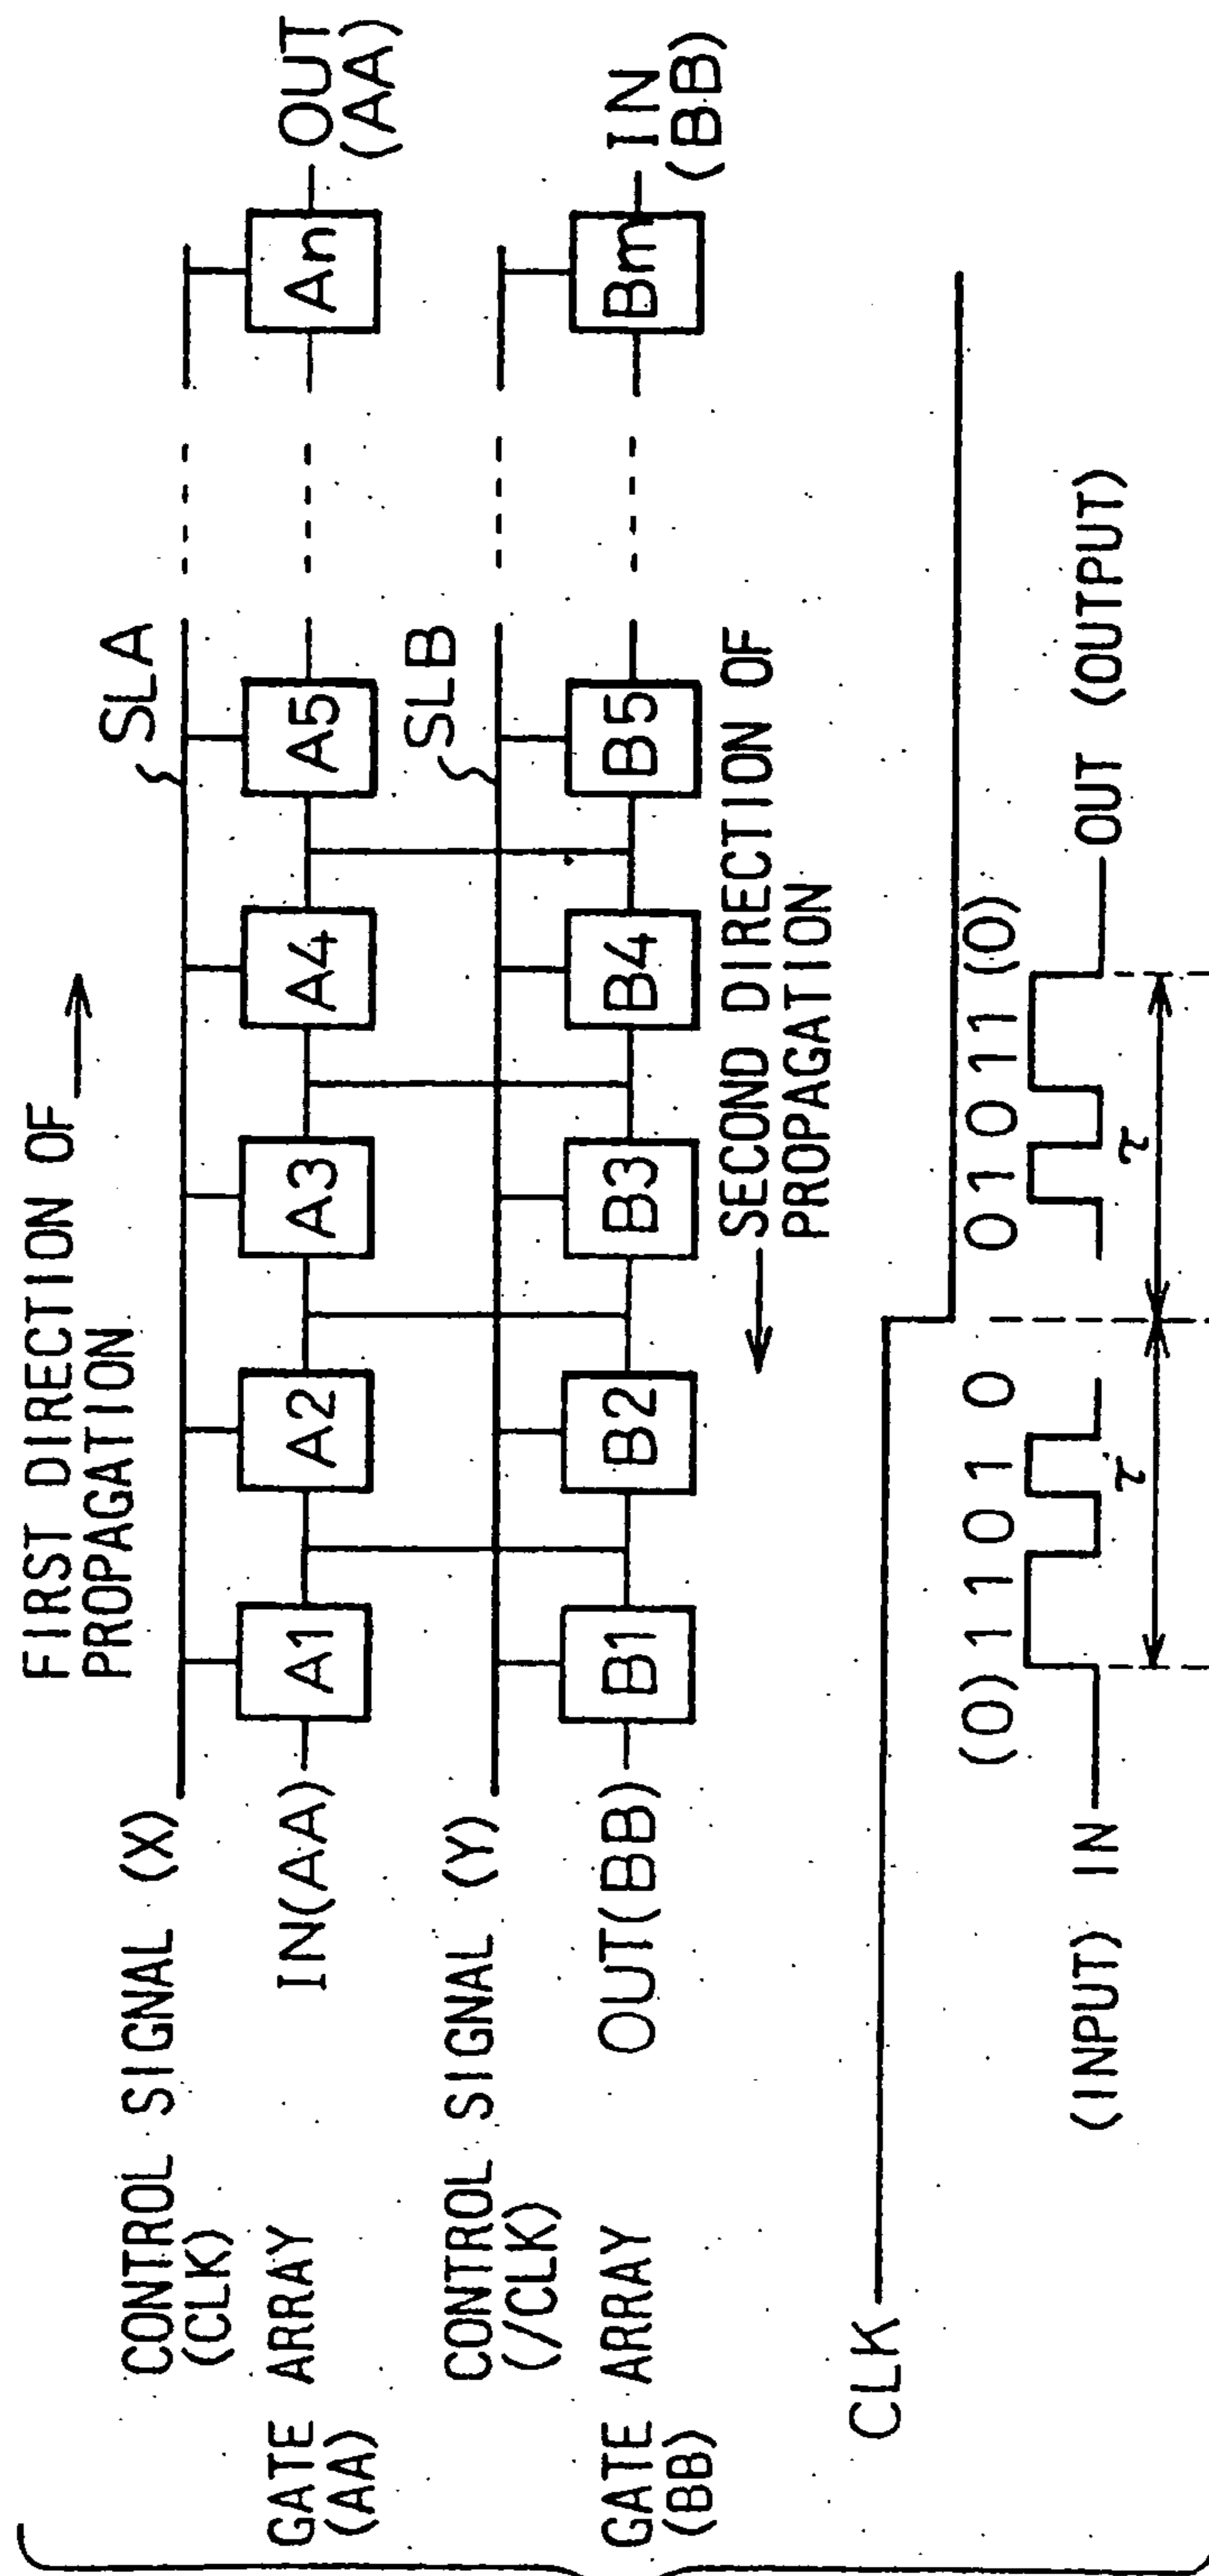 FIRST DIRECTION OF
PROPAGATION
CONTROL SIGNAL (X)
(CLK)
SLA
GATE ARRAY
(AA)
IN(AA)
A1
A2
A3
A4
A5
An
OUT
(AA)
CONTROL SIGNAL (Y)
(/CLK)
SLB
GATE ARRAY
(BB)
OUT(BB)
B1
B2
B3
B4
B5
Bm
IN
(BB)
SECOND DIRECTION OF
PROPAGATION
CLK
(0) 1 1 0 1 0
0 1 0 1 1 (0)
(INPUT) IN
τ
τ
OUT (OUTPUT)